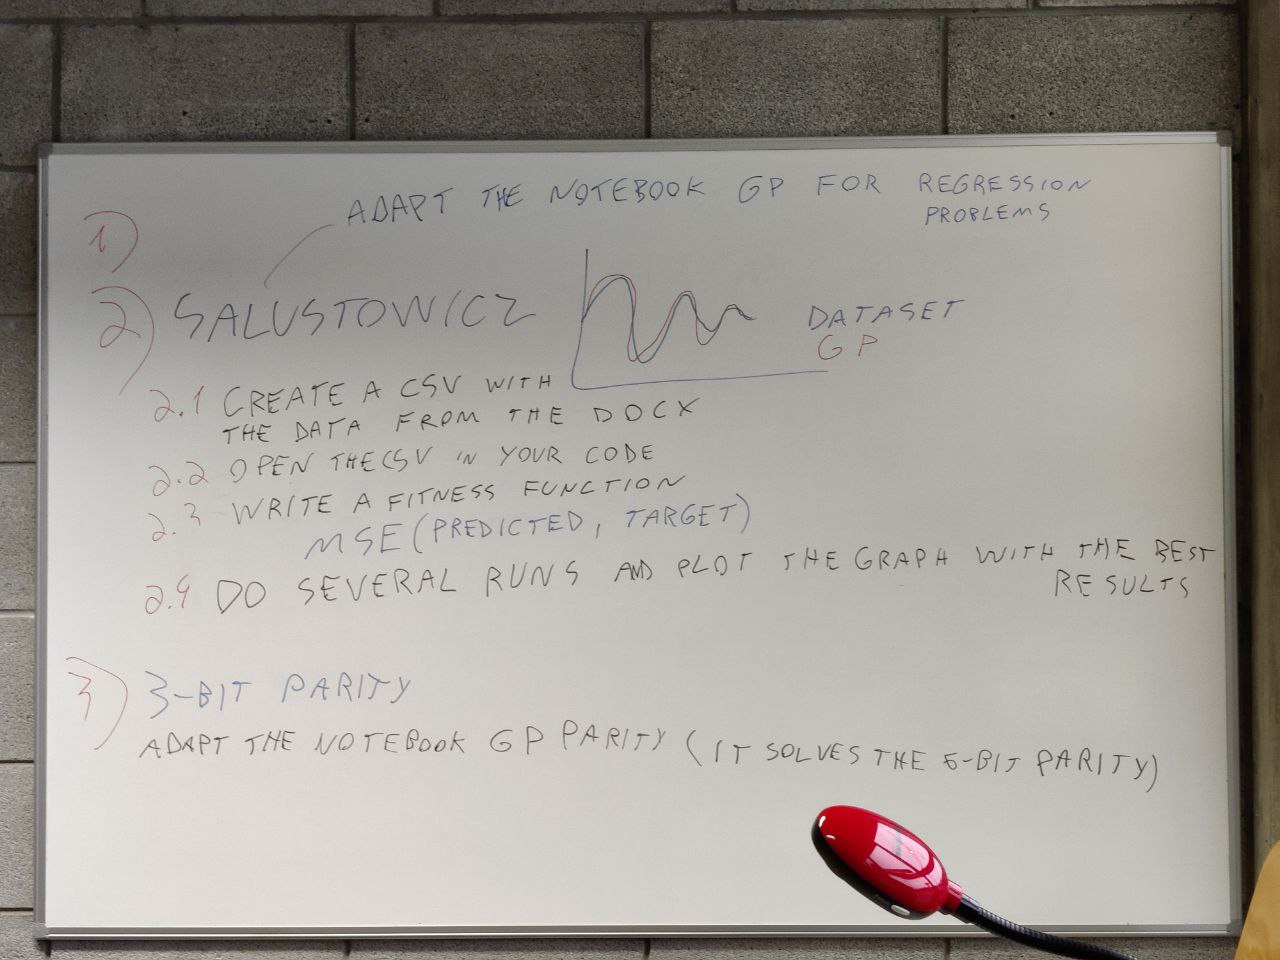 ADAPT THE NOTEBOOK GP FOR REGRESSION
PROBLEMS
1)
2) SALUSTOWICZ
DATASET
GP
2.1 CREATE A CSV WITH
THE DATA FROM THE DOCX
2.2 OPEN THE CSV IN YOUR CODE
2.3 WRITE A FITNESS FUNCTION
MSE (PREDICTED, TARGET)
2.4 DO SEVERAL RUNS AND PLOT THE GRAPH WITH THE BEST
RESULTS
3) 3-BIT PARITY
ADAPT THE NOTEBOOK GP PARITY (IT SOLVES THE 6-BIT PARITY)